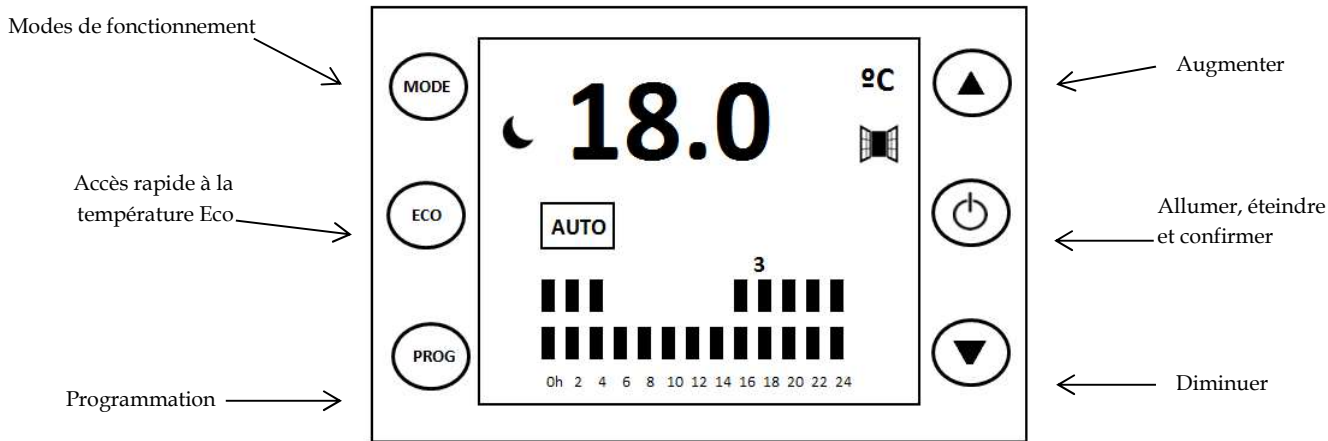 Modes de fonctionnement
MODE
18.0
ºC
Augmenter
Accès rapide à la
température Eco
ECO
AUTO
Allumer, éteindre
et confirmer
3
PROG
0h 2 4 6 8 10 12 14 16 18 20 22 24
Programmation
Diminuer